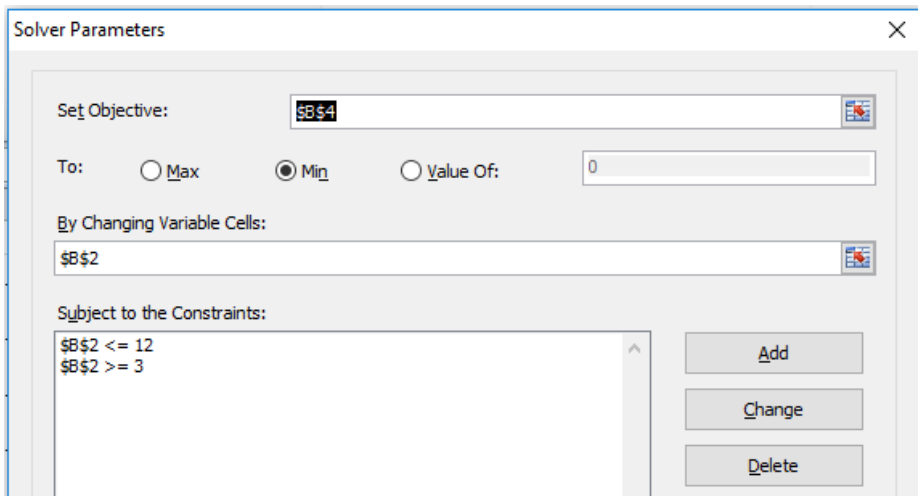 Solver Parameters
Set Objective: $B$4
To: Max Min Value Of: 0
By Changing Variable Cells:
$B$2
Subject to the Constraints:
$B$2 <= 12
$B$2 >= 3
Add
Change
Delete